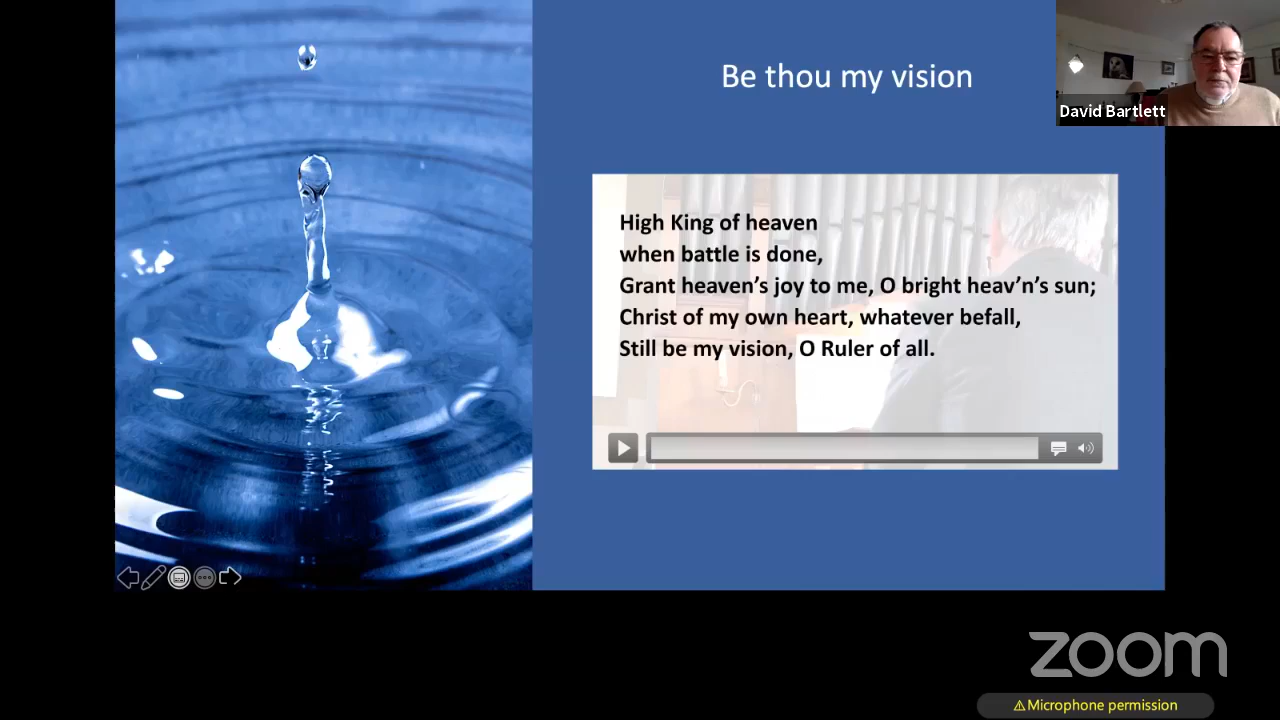 Be thou my vision
David Bartlett
High King of heaven
when battle is done,
Grant heaven’s joy to me, O bright heav’n’s sun;
Christ of my own heart, whatever befall,
Still be my vision, O Ruler of all.
zoom
⚠Microphone permission